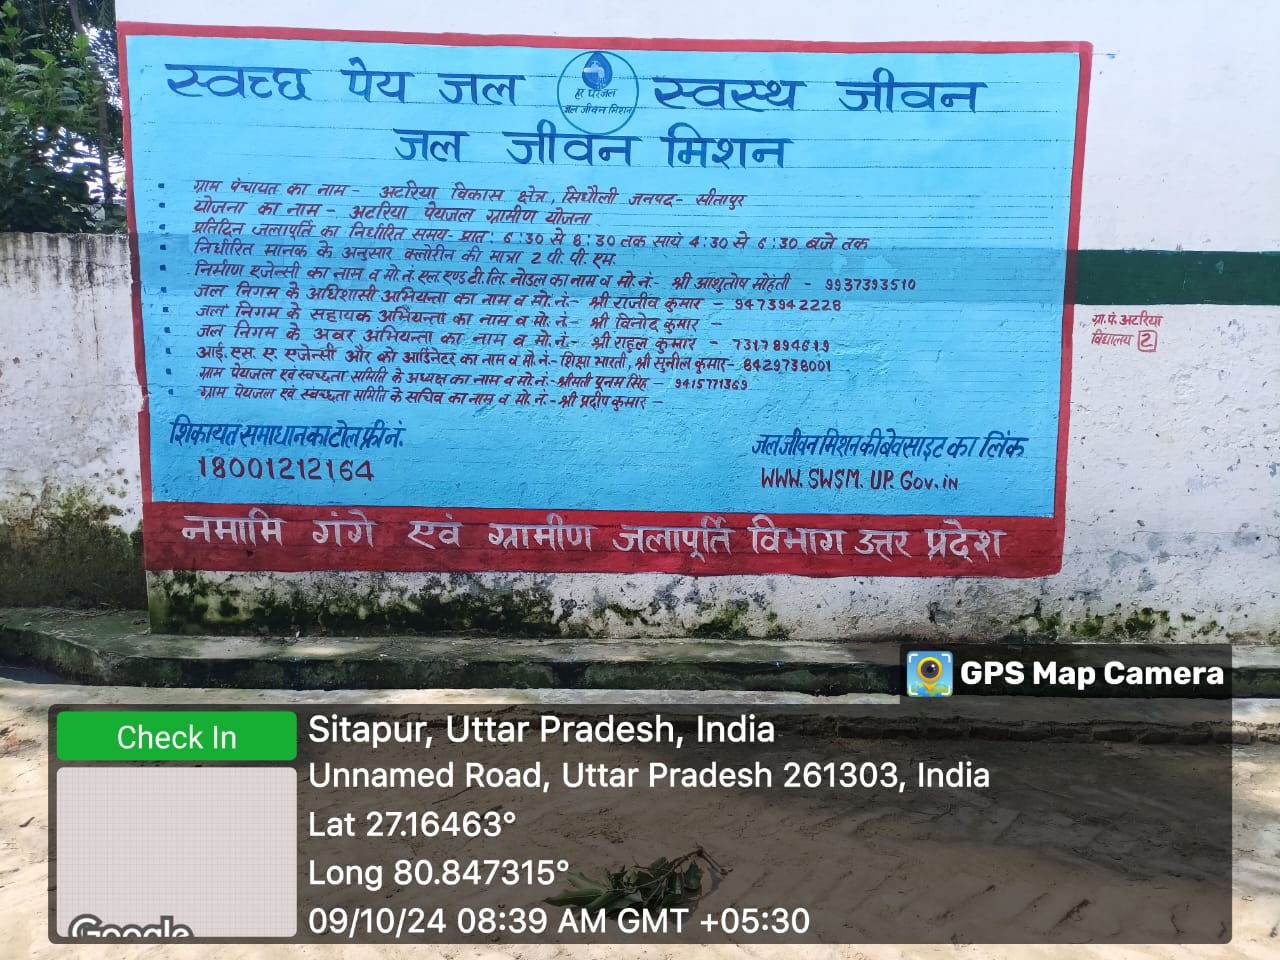 स्वच्छ पेय जल
हर घर जल
जल जीवन मिशन
स्वस्थ जीवन
जल जीवन मिशन
ग्राम पंचायत का नाम - अटरिया विकास क्षेत्र, सिधौली जनपद - सीतापुर
योजना का नाम - अटरिया पेयजल ग्रामीण योजना
प्रतिदिन जलापूर्ति का निर्धारित समय - प्रातः 6:30 से 8:30 तक सायं 4:30 से 6:30 बजे तक
निर्धारित मानक के अनुसार क्लोरीन की मात्रा 2 पी. पी. एम.
निर्माण एजेन्सी का नाम व मो.नं. एल.एण्ड टी.लि. नोडल का नाम व मो.नं.- श्री आशुतोष मोहंती - 9937393510
जल निगम के अधिशासी अभियन्ता का नाम व मो.नं.- श्री राजीव कुमार - 9473942228
जल निगम के सहायक अभियन्ता का नाम व मो.नं.- श्री विनोद कुमार -
जल निगम के अवर अभियन्ता का नाम व मो.नं.- श्री राहुल कुमार - 7317894619
आई.एस.ए एजेन्सी और को आर्डिनेटर का नाम व मो.नं.- शिक्षा भारती, श्री सुनील कुमार- 8429738001
ग्राम पेयजल एवं स्वच्छता समिति के अध्यक्ष का नाम व मो.नं.- श्रीमती पूनम सिंह - 9415771369
ग्राम पेयजल एवं स्वच्छता समिति के सचिव का नाम व मो.नं.- श्री प्रदीप कुमार -
शिकायत समाधान का टोल फ्री नं.
18001212164
जल जीवन मिशन की बेवसाइट का लिंक
WWW. SWSM. UP. Gov.in
नमामि गंगे एवं ग्रामीण जलापूर्ति विभाग उत्तर प्रदेश
ग्रा.पं. अटरिया
विद्यालय 2
GPS Map Camera
Check In
Google
Sitapur, Uttar Pradesh, India
Unnamed Road, Uttar Pradesh 261303, India
Lat 27.16463°
Long 80.847315°
09/10/24 08:39 AM GMT +05:30